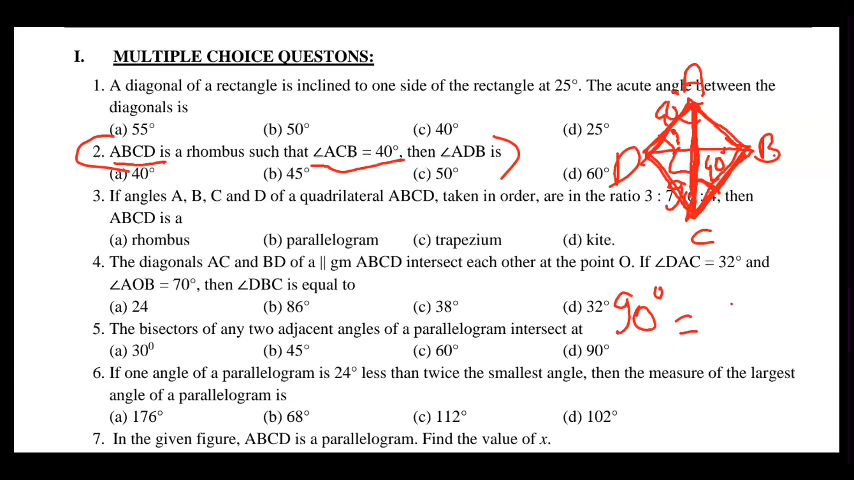 I. MULTIPLE CHOICE QUESTONS:
1. A diagonal of a rectangle is inclined to one side of the rectangle at 25°. The acute angle between the
diagonals is
(a) 55° (b) 50° (c) 40° (d) 25°
2. ABCD is a rhombus such that ∠ACB = 40°, then ∠ADB is
(a) 40° (b) 45° (c) 50° (d) 60°
3. If angles A, B, C and D of a quadrilateral ABCD, taken in order, are in the ratio 3 : 7 : 4, then
ABCD is a
(a) rhombus (b) parallelogram (c) trapezium (d) kite.
4. The diagonals AC and BD of a || gm ABCD intersect each other at the point O. If ∠DAC = 32° and
∠AOB = 70°, then ∠DBC is equal to
(a) 24 (b) 86° (c) 38° (d) 32°
5. The bisectors of any two adjacent angles of a parallelogram intersect at
(a) 30⁰ (b) 45° (c) 60° (d) 90°
6. If one angle of a parallelogram is 24° less than twice the smallest angle, then the measure of the largest
angle of a parallelogram is
(a) 176° (b) 68° (c) 112° (d) 102°
7. In the given figure, ABCD is a parallelogram. Find the value of x.
A
D
B
40°
C
90° =